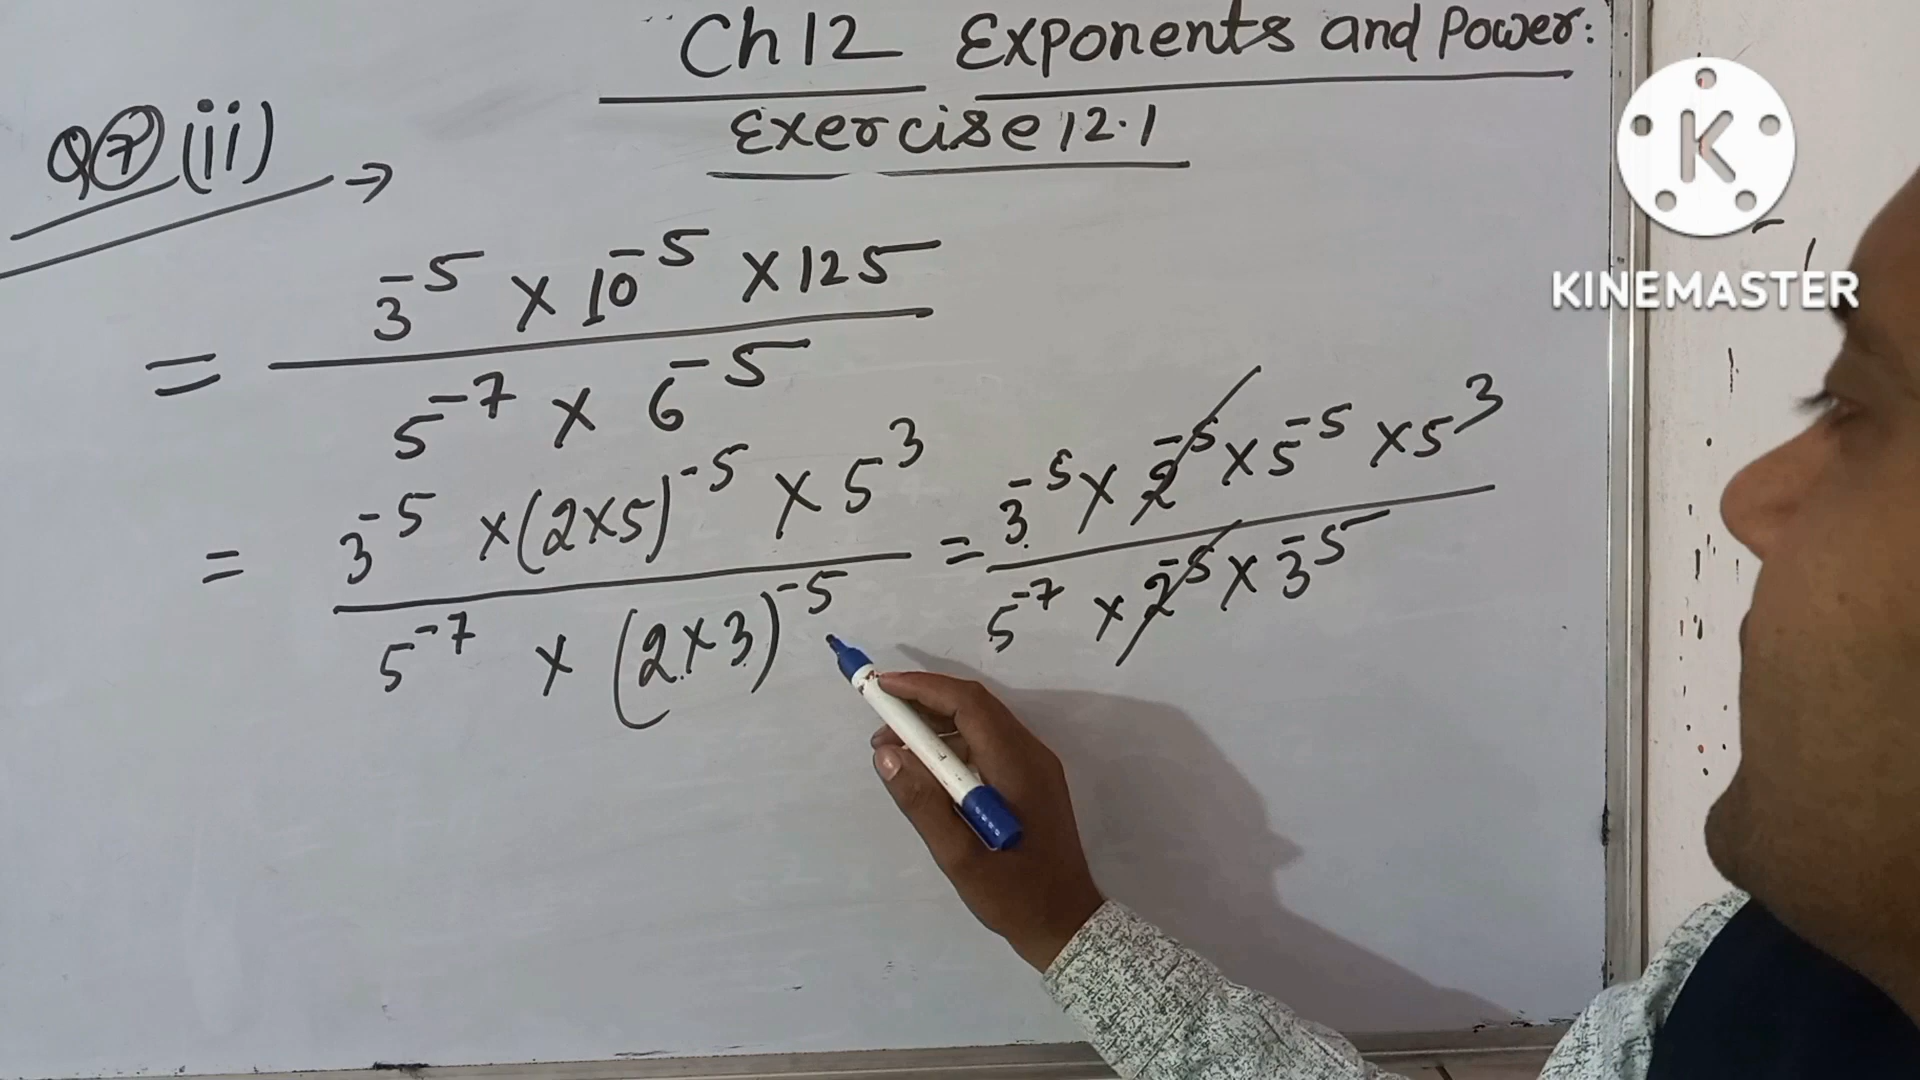 Ch 12 Exponents and Power:
Exercise 12.1
Q⑦ (ii) →
= 3⁻⁵ × 10⁻⁵ × 125 / 5⁻⁷ × 6⁻⁵
= 3⁻⁵ × (2×5)⁻⁵ × 5³ / 5⁻⁷ × (2×3)⁻⁵ = 3⁻⁵ × 2⁻⁵ × 5⁻⁵ × 5³ / 5⁻⁷ × 2⁻⁵ × 3⁻⁵
K
KINEMASTER